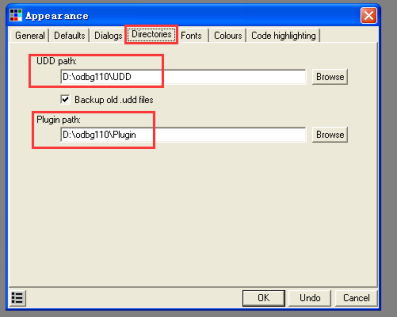 Appearance
General Defaults Dialogs Directories Fonts Colours Code highlighting
UDD path:
D:\odbg110\UDD Browse
Backup old .udd files
Plugin path:
D:\odbg110\Plugin Browse
OK Undo Cancel